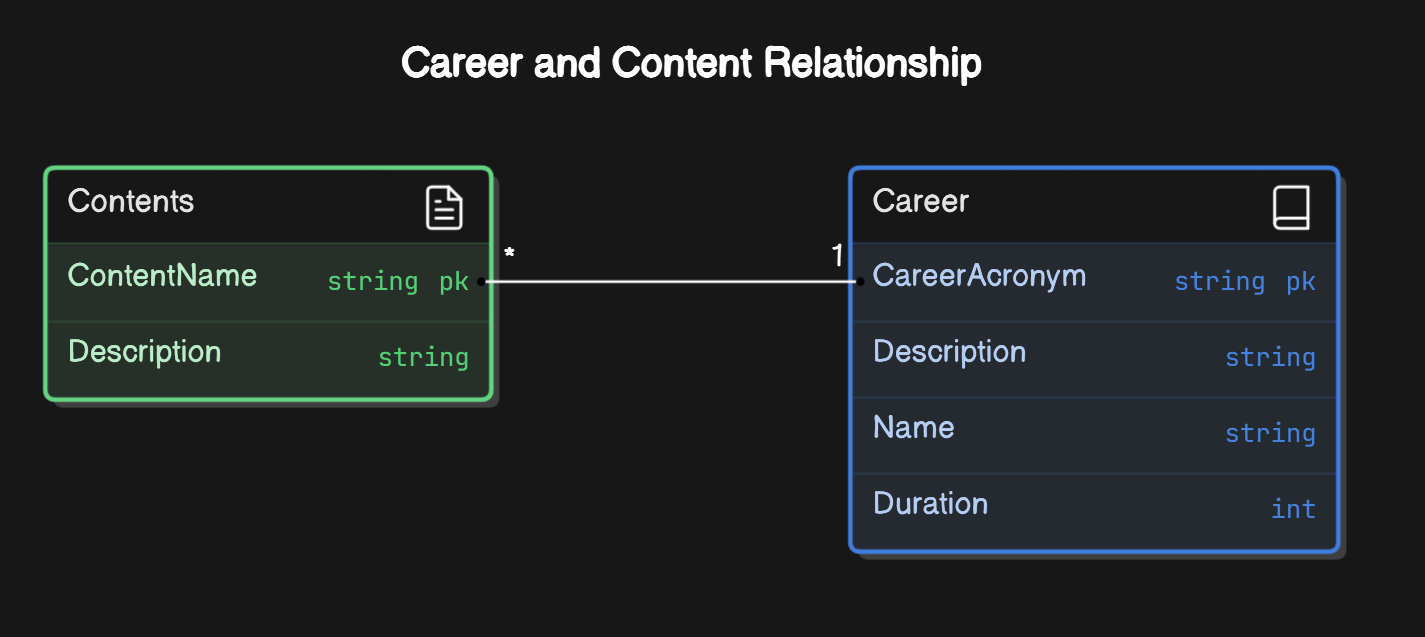 Career and Content Relationship
Contents
ContentName string pk
Description string
* 1
Career
CareerAcronym string pk
Description string
Name string
Duration int